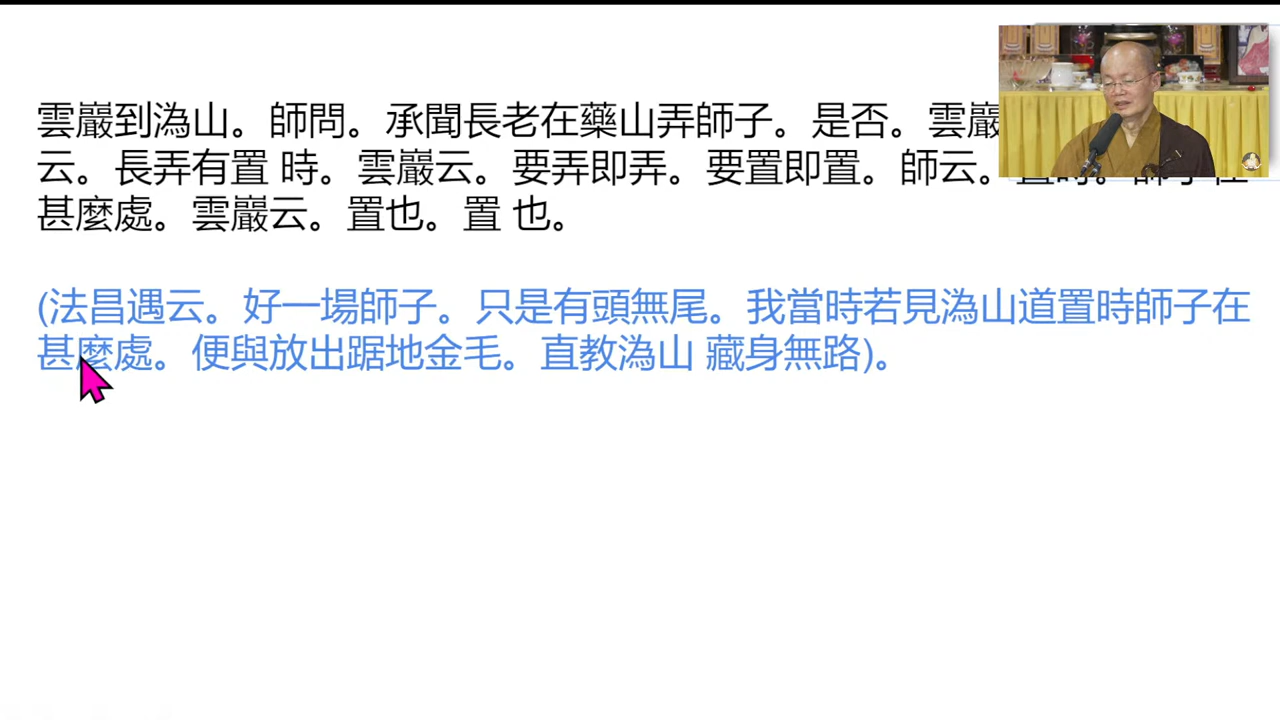 雲巖到溈山。師問。承聞長老在藥山弄師子。是否。雲巖
云。長弄有置 時。雲巖云。要弄即弄。要置即置。師云。
甚麼處。雲巖云。置也。置 也。
(法昌遇云。好一場師子。只是有頭無尾。我當時若見溈山道置時師子在
甚麼處。便與放出踞地金毛。直教溈山 藏身無路)。